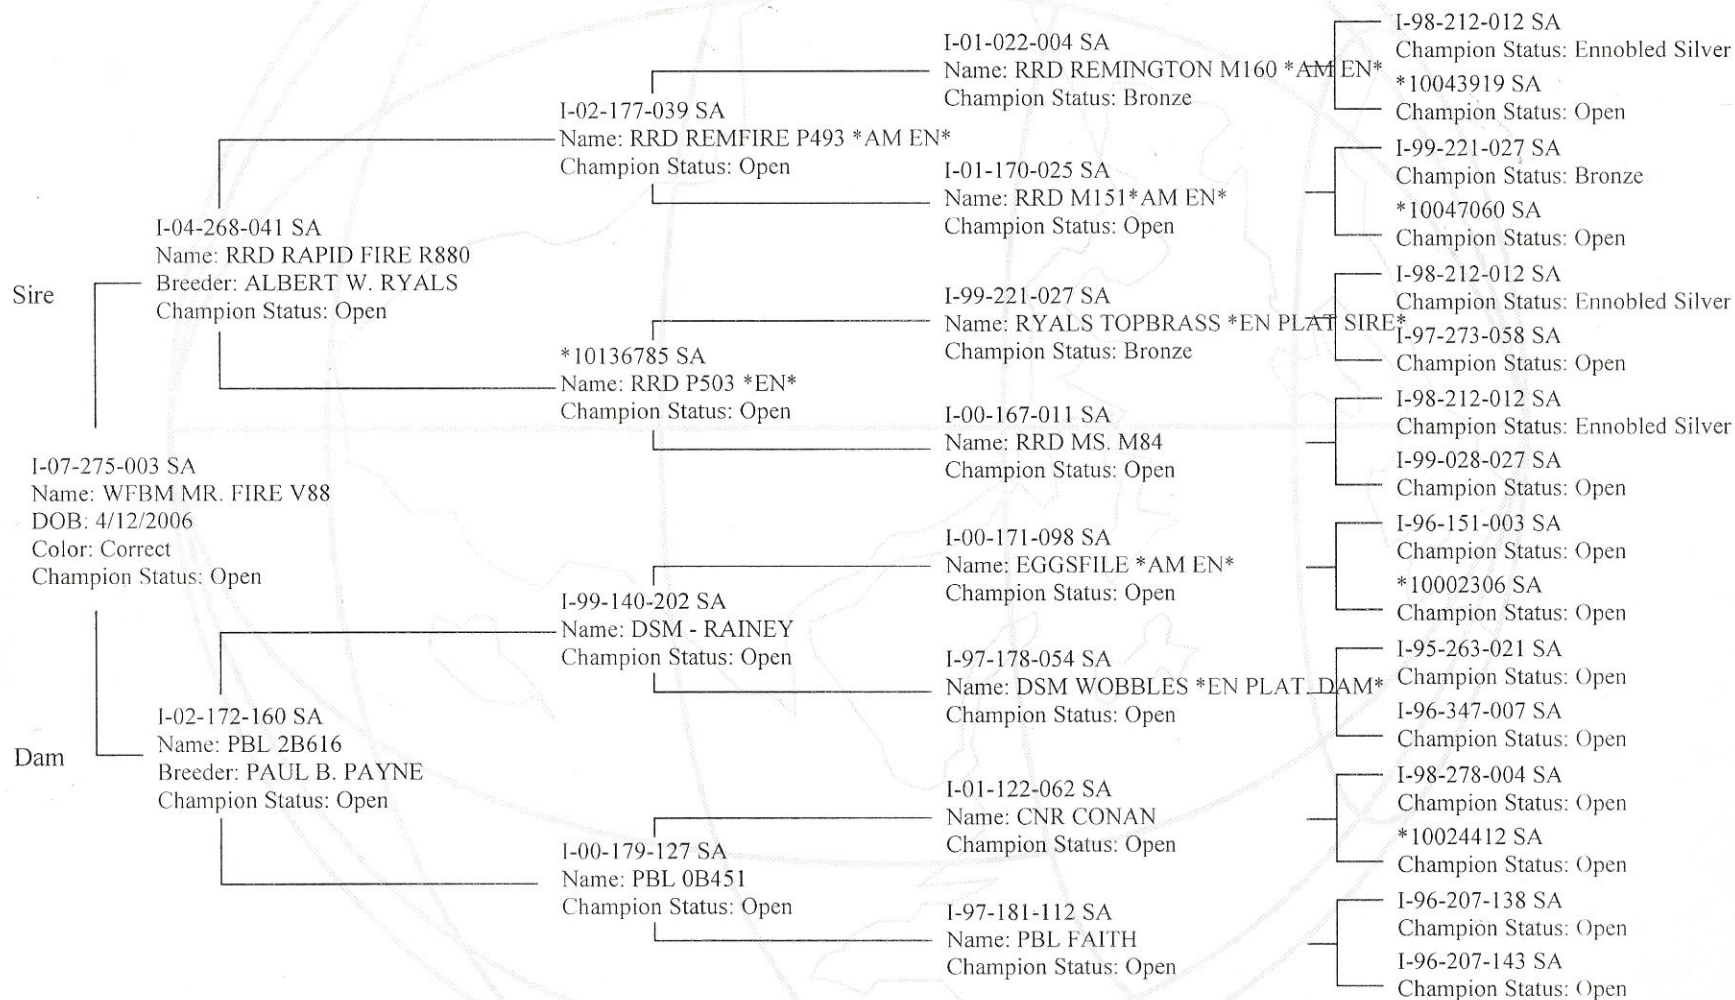 Sire
Dam
I-07-275-003 SA
Name: WFBM MR. FIRE V88
DOB: 4/12/2006
Color: Correct
Champion Status: Open
I-04-268-041 SA
Name: RRD RAPID FIRE R880
Breeder: ALBERT W. RYALS
Champion Status: Open
I-02-172-160 SA
Name: PBL 2B616
Breeder: PAUL B. PAYNE
Champion Status: Open
I-02-177-039 SA
Name: RRD REMFIRE P493 *AM EN*
Champion Status: Open
*10136785 SA
Name: RRD P503 *EN*
Champion Status: Open
I-99-140-202 SA
Name: DSM - RAINEY
Champion Status: Open
I-00-179-127 SA
Name: PBL 0B451
Champion Status: Open
I-01-022-004 SA
Name: RRD REMINGTON M160 *AM EN*
Champion Status: Bronze
I-01-170-025 SA
Name: RRD M151*AM EN*
Champion Status: Open
I-99-221-027 SA
Name: RYALS TOPBRASS *EN PLAT SIRE*
Champion Status: Bronze
I-00-167-011 SA
Name: RRD MS. M84
Champion Status: Open
I-00-171-098 SA
Name: EGGSFILE *AM EN*
Champion Status: Open
I-97-178-054 SA
Name: DSM WOBBLES *EN PLAT. DAM*
Champion Status: Open
I-01-122-062 SA
Name: CNR CONAN
Champion Status: Open
I-97-181-112 SA
Name: PBL FAITH
Champion Status: Open
I-98-212-012 SA
Champion Status: Ennobled Silver
*10043919 SA
Champion Status: Open
I-99-221-027 SA
Champion Status: Bronze
*10047060 SA
Champion Status: Open
I-98-212-012 SA
Champion Status: Ennobled Silver
I-97-273-058 SA
Champion Status: Open
I-98-212-012 SA
Champion Status: Ennobled Silver
I-99-028-027 SA
Champion Status: Open
I-96-151-003 SA
Champion Status: Open
*10002306 SA
Champion Status: Open
I-95-263-021 SA
Champion Status: Open
I-96-347-007 SA
Champion Status: Open
I-98-278-004 SA
Champion Status: Open
*10024412 SA
Champion Status: Open
I-96-207-138 SA
Champion Status: Open
I-96-207-143 SA
Champion Status: Open